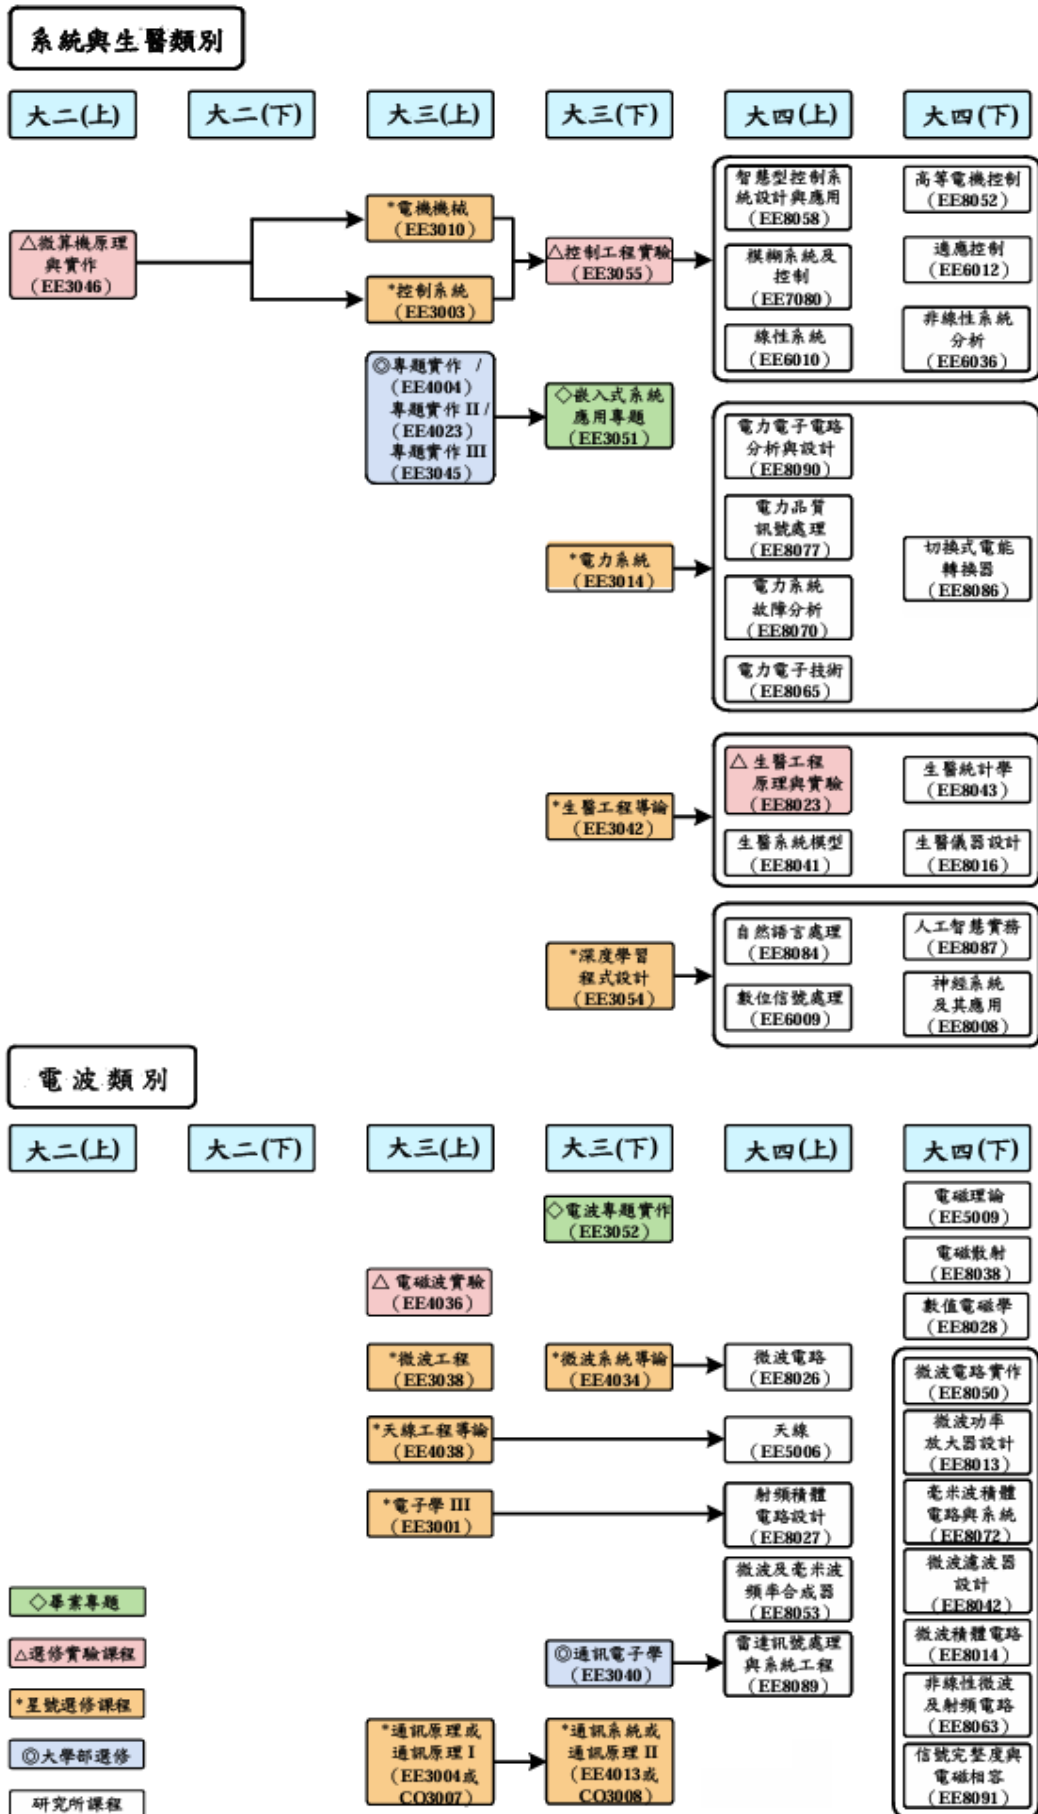 系統與生醫類別
大二(上)
大二(下)
大三(上)
大三(下)
大四(上)
大四(下)
△微算機原理
與實作
(EE3046)
*電機機械
(EE3010)
*控制系統
(EE3003)
△控制工程實驗
(EE3055)
智慧型控制系
統設計與應用
(EE8058)
模糊系統及
控制
(EE7080)
線性系統
(EE6010)
高等電機控制
(EE8052)
適應控制
(EE6012)
非線性系統
分析
(EE6036)
◎專題實作 /
(EE4004)
專題實作 II /
(EE4023)
專題實作 III
(EE3045)
◇嵌入式系統
應用專題
(EE3051)
*電力系統
(EE3014)
電力電子電路
分析與設計
(EE8090)
電力品質
訊號處理
(EE8077)
電力系統
故障分析
(EE8070)
電力電子技術
(EE8065)
切換式電能
轉換器
(EE8086)
*生醫工程導論
(EE3042)
△ 生醫工程
原理與實驗
(EE8023)
生醫系統模型
(EE8041)
生醫統計學
(EE8043)
生醫儀器設計
(EE8016)
*深度學習
程式設計
(EE3054)
自然語言處理
(EE8084)
數位信號處理
(EE6009)
人工智慧實務
(EE8087)
神經系統
及其應用
(EE8008)
電波類別
大二(上)
大二(下)
大三(上)
大三(下)
大四(上)
大四(下)
◇電波專題實作
(EE3052)
△ 電磁波實驗
(EE4036)
*微波工程
(EE3038)
*微波系統導論
(EE4034)
微波電路
(EE8026)
*天線工程導論
(EE4038)
天線
(EE5006)
*電子學 III
(EE3001)
射頻積體
電路設計
(EE8027)
微波及毫米波
頻率合成器
(EE8053)
◎通訊電子學
(EE3040)
雷達訊號處理
與系統工程
(EE8089)
*通訊原理或
通訊原理 I
(EE3004或
CO3007)
*通訊系統或
通訊原理 II
(EE4013或
CO3008)
電磁理論
(EE5009)
電磁散射
(EE8038)
數值電磁學
(EE8028)
微波電路實作
(EE8050)
微波功率
放大器設計
(EE8013)
毫米波積體
電路與系統
(EE8072)
微波濾波器
設計
(EE8042)
微波積體電路
(EE8014)
非線性微波
及射頻電路
(EE8063)
信號完整度與
電磁相容
(EE8091)
◇畢業專題
△選修實驗課程
*星號選修課程
◎大學部選修
研究所課程